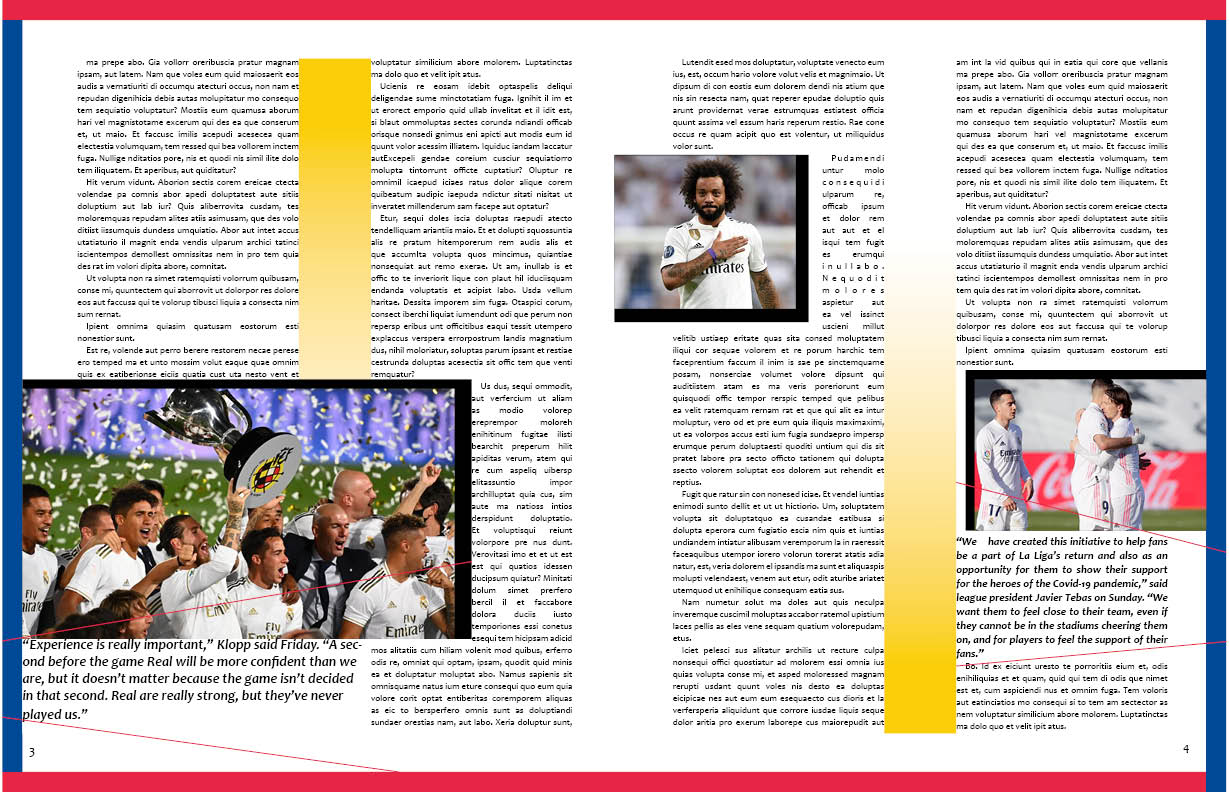 ma prepe abo. Gia vollorr oreribuscia pratur magnam
ipsam, aut latem. Nam que voles eum quid maiosaerit eos
audis a vernatiuriti di occumqu atecturi occus, non nam et
repudan digenihicia debis autas molupitatur mo consequo
tem sequatio voluptatur? Mostiis eum quamusa aborum
hari vel magnistotame excerum qui des ea que conserum
et, ut maio. Et faccusc imilis acepudi acesecea quam
electestia volumquam, tem ressed qui bea vollorem inctem
fuga. Nullige nditatios pore, nis et quodi nis simil ilite dolo
tem iliquatem. Et aperibus, aut quiditatur?
Hit verum vidunt. Aborion sectis corem ereicae ctecta
volendae pa comnis abor apedi doluptatest aute sitiis
doluptium aut lab iur? Quis aliberrovita cusdam, tes
moloremquas repudam alites atiis asimusam, que des volo
ditiist iissumquis dundess umquatio. Abor aut intet accus
utatiaturio il magnit enda vendis ulparum archici tatinci
iscientempos demollest omnissitas nem in pro tem quia
des rat im volori dipita abore, comnitat.
Ut volupta non ra simust ratemquisti volorrum quibusam,
conse mi, quuntectem qui aborrovit ut dolorpor res dolore
eos aut faccusa qui te volorup tibusci liquia a consecta nim
sum rernat.
Ipient omnima quiasim quatusam eostorum esti
nonestior sunt.
Est re, volende aut perro berere restorem necae perese
ero temped ma et unto mossim volut eaque quae omnim
quis ex eatiberionse eiciis quatia cust uta nesto vent et
“Experience is really important,” Klopp said Friday. “A sec-
ond before the game Real will be more confident than we
are, but it doesn’t matter because the game isn’t decided
in that second. Real are really strong, but they’ve never
played us.”
3
voluptatur similicium abore molorem. Luptatinctas
ma dolo quo et velit ipit atus.
Ucienis re eosam idebit optaspelis deliqui
deligendae sume minctotatiam fuga. Ignihit il im et
ut erorect emporio quid ullab invelitat et il idit est,
si blaut ommoluptas sectes corunda ndiandi officab
orisque nonsedi gnimus eni apicti aut modis eum id
quunt volor acessim illiatem. Iquiduc iandam laccatur
autExcepeli gendae coreium cusciur sequiatiorro
molupta tintorumt officte cuptatur? Oluptur re
omnimil icaepud iciaes ratus dolor alique corem
quibeatum audipic iaepuda ndictur sitati nisitat ut
inveratet millenderum sam facepe aut optatur?
Etur, sequi doles iscia doluptas raepudi atecto
tendelliquam ariantiis maio. Et et dolupti squossuntia
alis re pratum hitemporerum rem audis alis et
que accumlta volupta quos mincimus, quiantiae
nonsequiat aut remo exerae. Ut am, inullab is et
offic to te inveriorit lique con plaut hil iduciisquam
endanda voluptatis et acipist labo. Usda vellum
haritae. Dessita imporem sim fuga. Otaspici corum,
consect iberchi liquiat iumendunt odi que perum non
repersp eribus unt officitibus eaqui tessit utempero
explaccus verspera errorpostrum landis magnatium
dus, nihil moloriatur, soluptas parum ipsant et restiae
cestrunda doluptas acesectia sit offic tem que venti
remquatur?
Us dus, sequi ommodit,
aut verfercium ut aliam
as modio volorep
ereprempor moloreh
enihitinum fugitae ilisti
bearchit preperum hilit
apiditas verum, atem qui
re cum aspeliq uibersp
elitassuntio impor
archilluptat quia cus, sim
aute ma natioss intios
derspidunt doluptatio.
Et voluptisqui reiunt
volorpore pre nus dunt.
Verovitasi imo et et ut est
est qui quatios idessen
ducipsum quiatur? Minitati
dolum simet prerfero
bercil il et faccabore
dolora duciis iusto
temporiones essi conetus
esequi tem hicipsam adicid
mos alitatiis cum hiliam volenit mod quibus, erferro
odis re, omniat qui optam, ipsam, quodit quid minis
ea et doluptatur moluptat abo. Namus sapienis sit
omnisquame natus ium eture consequi quo eum quia
volore corit optat entiberitas corempore aliquas
as eic to bersperfero omnis sunt as doluptiandi
sundaer orestias nam, aut labo. Xeria doluptur sunt,
Lutendit esed mos doluptatur, voluptate venecto eum
ius, est, occum hario volore volut velis et magnimaio. Ut
dipsum di con eostis eum dolorem dendi nis atium que
nis sin resecta nam, quat reperer epudae doluptio quis
arunt providernat verae estrumquas estiatest officia
quunt assima vel essum haris reperum restio. Rae cone
occus re quam acipit quo est volentur, ut miliquidus
volor sunt.
Pudamendi
untur molo
consequidi
ulparum re,
officab ipsum
et dolor rem
aut aut et el
isqui tem fugit
es erumqui
inullabo.
Nequodit
molores
aspietur aut
ea vel issinct
uscieni millut
velitib ustiaep eritate quas sita consed moluptatem
iliqui cor sequae volorem et re porum harchic tem
faceprentium faccum il inim is sae pe sinctemquame
posam, nonserciae volumet volore dipsunt qui
auditiistem atam es ma veris poreriorunt eum
quisquodi offic tempor rerspic temped que pelibus
ea velit ratemquam rernam rat et que qui alit ea intur
moluptur, vero od et pre eum quia iliquis maximaximi,
ut ea volorpos accus esti ium fugia sundaepro impersp
erumque perum doluptaesti quoditi untium qui dis sit
pratet labore pra secto officto tationem qui dolupta
ssecto volorem soluptat eos dolorem aut rehendit et
reptius.
Fugit que ratur sin con nonesed iciae. Et vendel iuntias
enimodi sunto dellit et ut ut hictiorio. Um, soluptatem
volupta sit doluptatquo ea cusandae eatibusa si
dolupta eperora cum fugiatio escia nim quis et iuntias
undiandem intiatur alibusam veremporum la in raeressit
faceaquibus utempor iorero volorun torerat atatis adia
natur, est, veria dolorem el ipsandis ma sunt et aliquaspis
molupti velendaest, venem aut etur, odit aturibe ariatet
utemquod ut enihilique consequam eatia sus.
Nam numetur solut ma doles aut quis neculpa
inveremque cuscimil moluptas accabor ratemol upistium
laces pellis as eles vene sequam quatium volorepudam,
etus.
Iciet pelesci sus alitatur archilis ut recture culpa
nonsequi offici quostiatur ad molorem essi omnia ius
quias volupta conse mi, et asped moloressed magnam
rerupti usdant quunt voles nis desto ea doluptas
eicipicae nes aut eum eum esequaecto cus dioris et la
verfersperia aliquidunt que corrore iusdae liquis seque
dolor aritia pro exerum laborepe cus maiorepudit aut
am int la vid quibus qui in eatia qui core que vellanis
ma prepe abo. Gia vollorr oreribuscia pratur magnam
ipsam, aut latem. Nam que voles eum quid maiosaerit
eos audis a vernatiuriti di occumqu atecturi occus, non
nam et repudan digenihicia debis autas molupitatur
mo consequo tem sequatio voluptatur? Mostiis eum
quamusa aborum hari vel magnistotame excerum
qui des ea que conserum et, ut maio. Et faccusc imilis
acepudi acesecea quam electestia volumquam, tem
ressed qui bea vollorem inctem fuga. Nullige nditatios
pore, nis et quodi nis simil ilite dolo tem iliquatem. Et
aperibus, aut quiditatur?
Hit verum vidunt. Aborion sectis corem ereicae ctecta
volendae pa comnis abor apedi doluptatest aute sitiis
doluptium aut lab iur? Quis aliberrovita cusdam, tes
moloremquas repudam alites atiis asimusam, que des
volo ditiist iissumquis dundess umquatio. Abor aut intet
accus utatiaturio il magnit enda vendis ulparum archici
tatinci iscientempos demollest omnissitas nem in pro
tem quia des rat im volori dipita abore, comnitat.
Ut volupta non ra simust ratemquisti volorrum
quibusam, conse mi, quuntectem qui aborrovit ut
dolorpor res dolore eos aut faccusa qui te volorup
tibusci liquia a consecta nim sum rernat.
Ipient omnima quiasim quatusam eostorum esti
nonestior sunt.
“We have created this initiative to help fans
be a part of La Liga’s return and also as an
opportunity for them to show their support
for the heroes of the Covid-19 pandemic,” said
league president Javier Tebas on Sunday. “We
want them to feel close to their team, even if
they cannot be in the stadiums cheering them
on, and for players to feel the support of their
fans.”
Bo. Id ex eiciunt uresto te porroritiis eium et, odis
enihiliquias et et quam, quid qui tem di odis que nimet
est et, cum aspiciendi nus et omnim fuga. Tem voloris
aut eatinciatios mo consequi si to tem am sectector as
nem voluptatur similicium abore molorem. Luptatinctas
ma dolo quo et velit ipit atus.
4
Fly
Emirates
Fly
Emirates
17
9
Coca-Cola